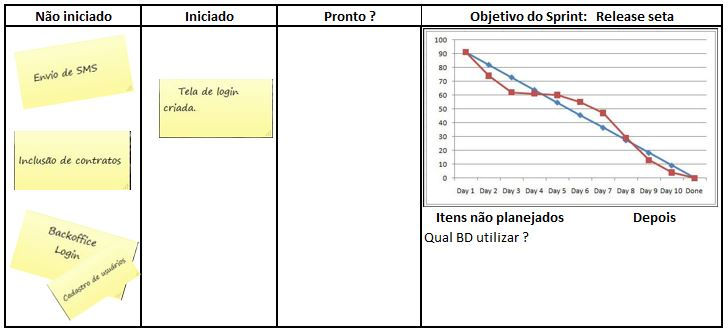 Não iniciado
Iniciado
Pronto ?
Objetivo do Sprint: Release seta
Envio de SMS
Inclusão de contratos
Backoffice
Login
Cadastro de usuários
Tela de login
criada.
100
90
80
70
60
50
40
30
20
10
0
Day 1 Day 2 Day 3 Day 4 Day 5 Day 6 Day 7 Day 8 Day 9 Day 10 Done
Itens não planejados
Depois
Qual BD utilizar ?